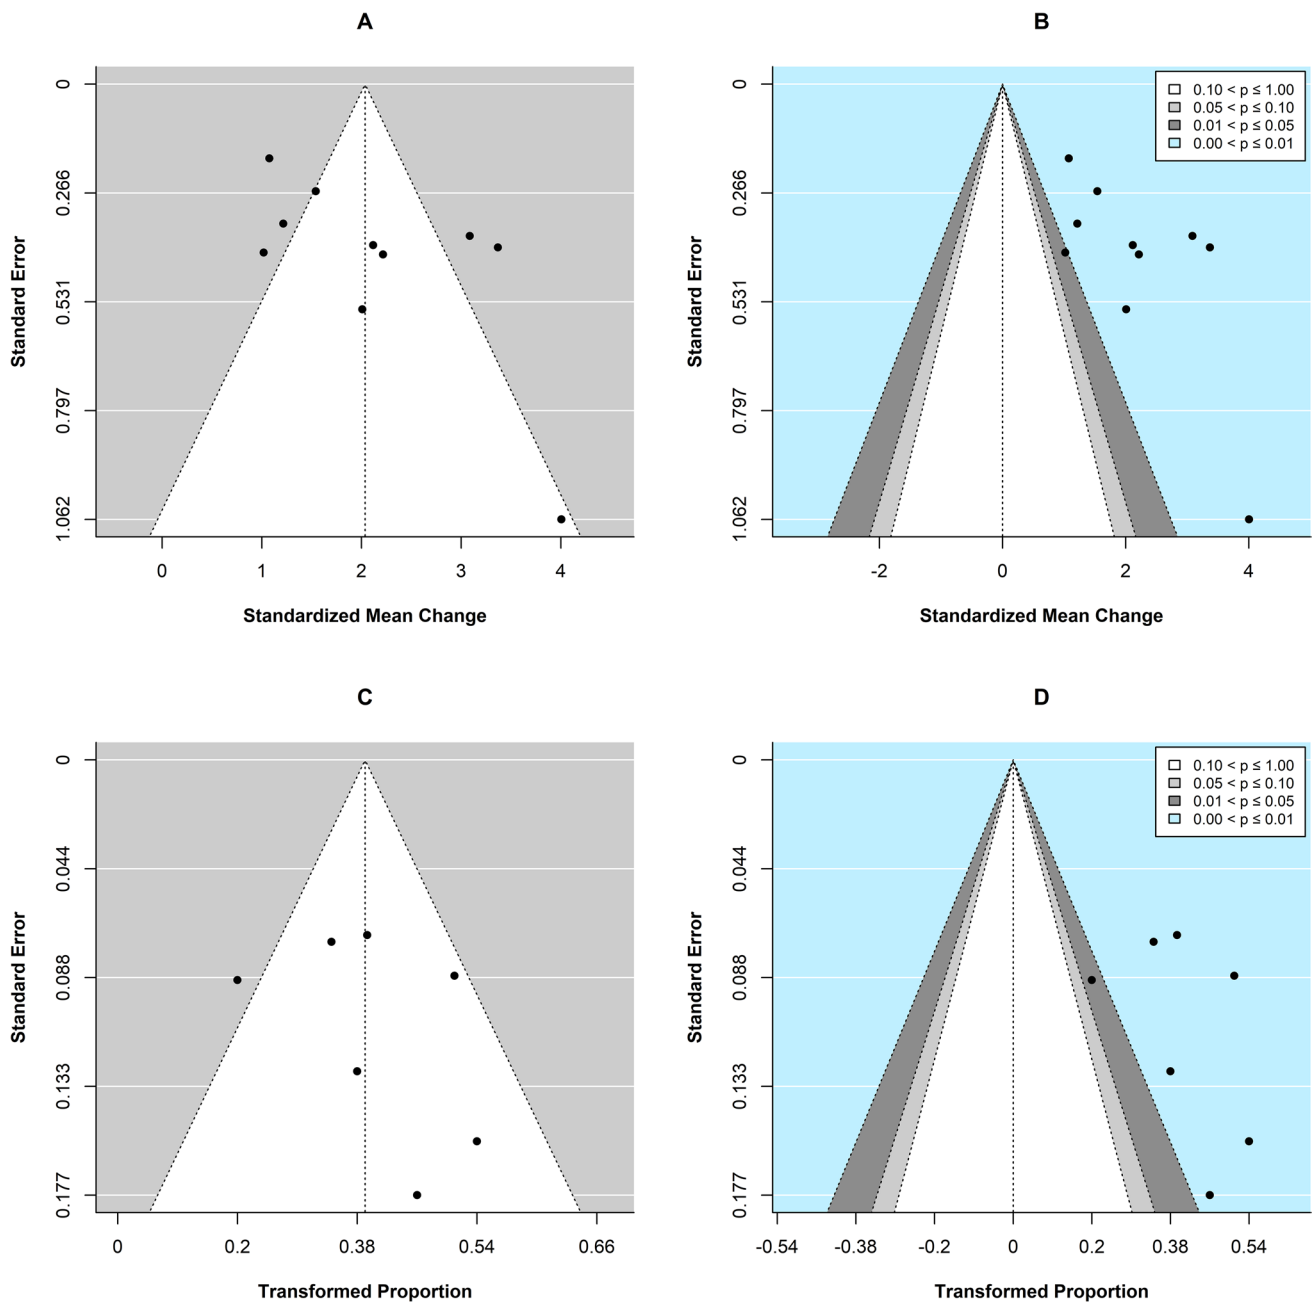 A
0
0.266
0.531
0.797
1.062
Standard Error
0 1 2 3 4
Standardized Mean Change
B
0.10 < p ≤ 1.00
0.05 < p ≤ 0.10
0.01 < p ≤ 0.05
0.00 < p ≤ 0.01
0
0.266
0.531
0.797
1.062
Standard Error
-2 0 2 4
Standardized Mean Change
C
0
0.044
0.088
0.133
0.177
Standard Error
0 0.2 0.38 0.54 0.66
Transformed Proportion
D
0.10 < p ≤ 1.00
0.05 < p ≤ 0.10
0.01 < p ≤ 0.05
0.00 < p ≤ 0.01
0
0.044
0.088
0.133
0.177
Standard Error
-0.54 -0.38 -0.2 0 0.2 0.38 0.54
Transformed Proportion